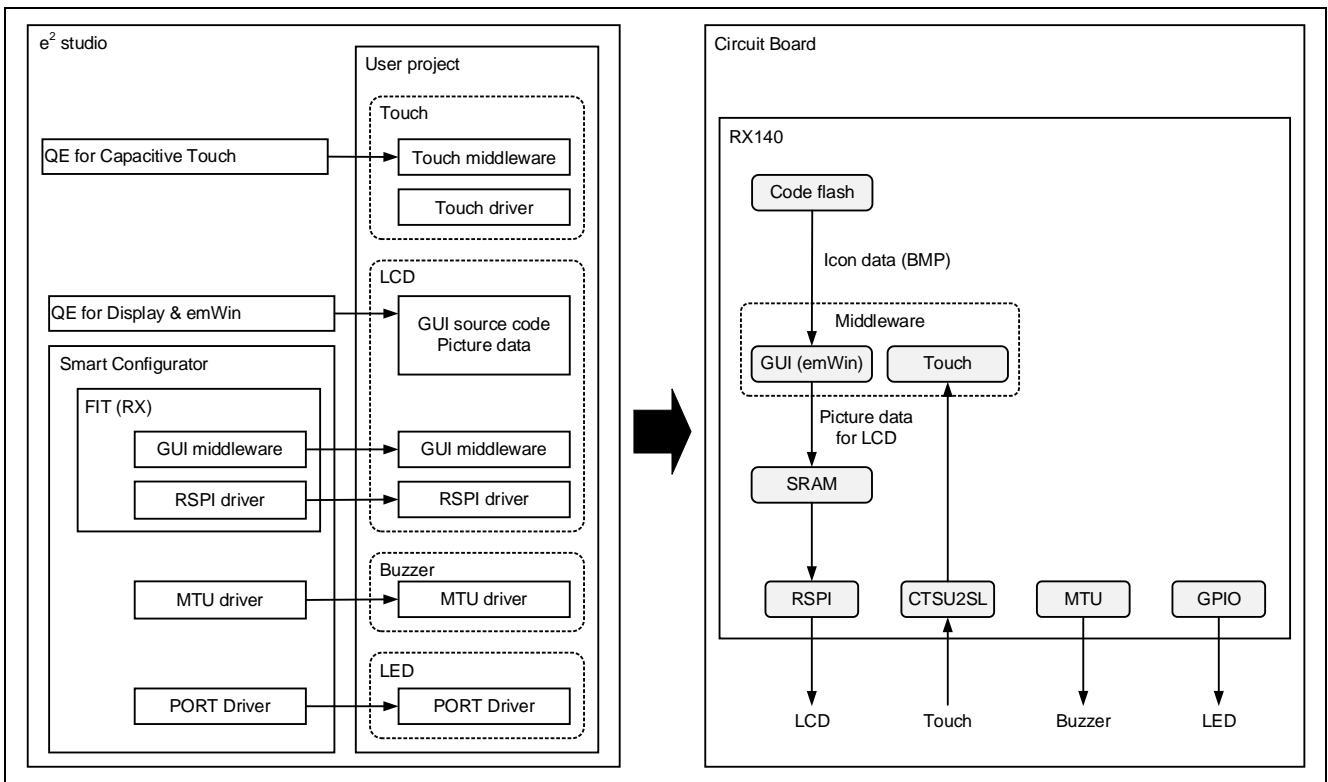 e² studio
User project
Touch
QE for Capacitive Touch
Touch middleware
Touch driver
LCD
QE for Display & emWin
GUI source code
Picture data
Smart Configurator
FIT (RX)
GUI middleware
GUI middleware
RSPI driver
RSPI driver
Buzzer
MTU driver
MTU driver
LED
PORT Driver
PORT Driver
Circuit Board
RX140
Code flash
Icon data (BMP)
Middleware
GUI (emWin)
Touch
Picture data
for LCD
SRAM
RSPI
CTSU2SL
MTU
GPIO
LCD
Touch
Buzzer
LED